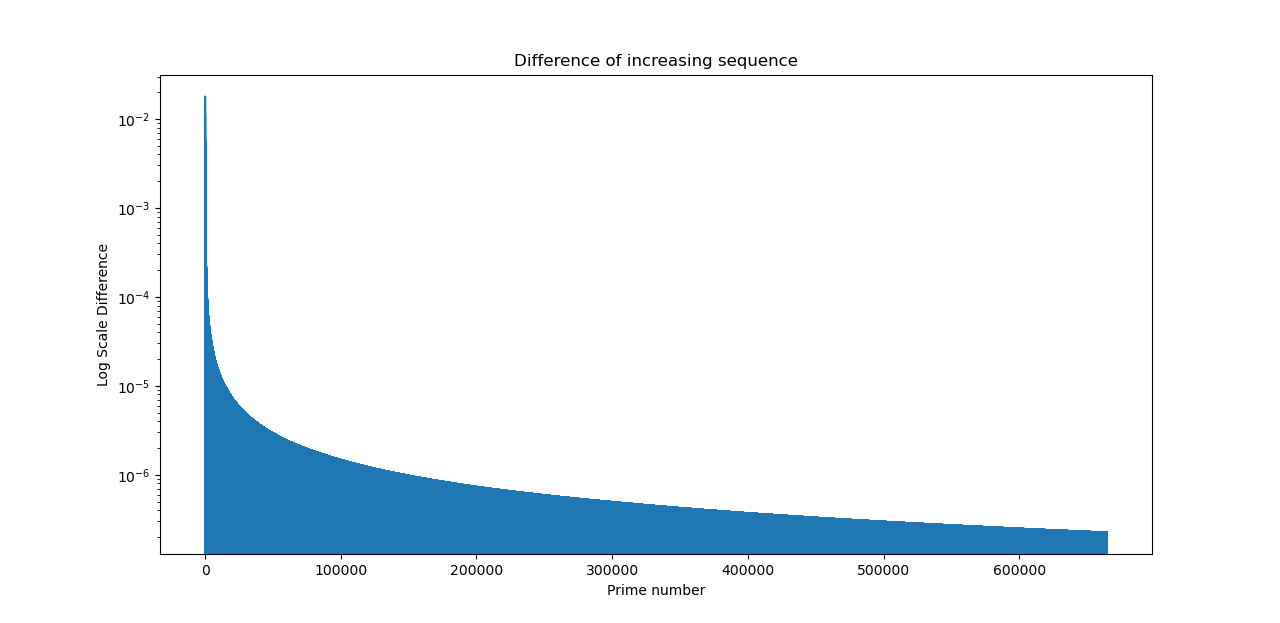 Difference of increasing sequence
10⁻²
10⁻³
10⁻⁴
10⁻⁵
10⁻⁶
Log Scale Difference
0 100000 200000 300000 400000 500000 600000
Prime number